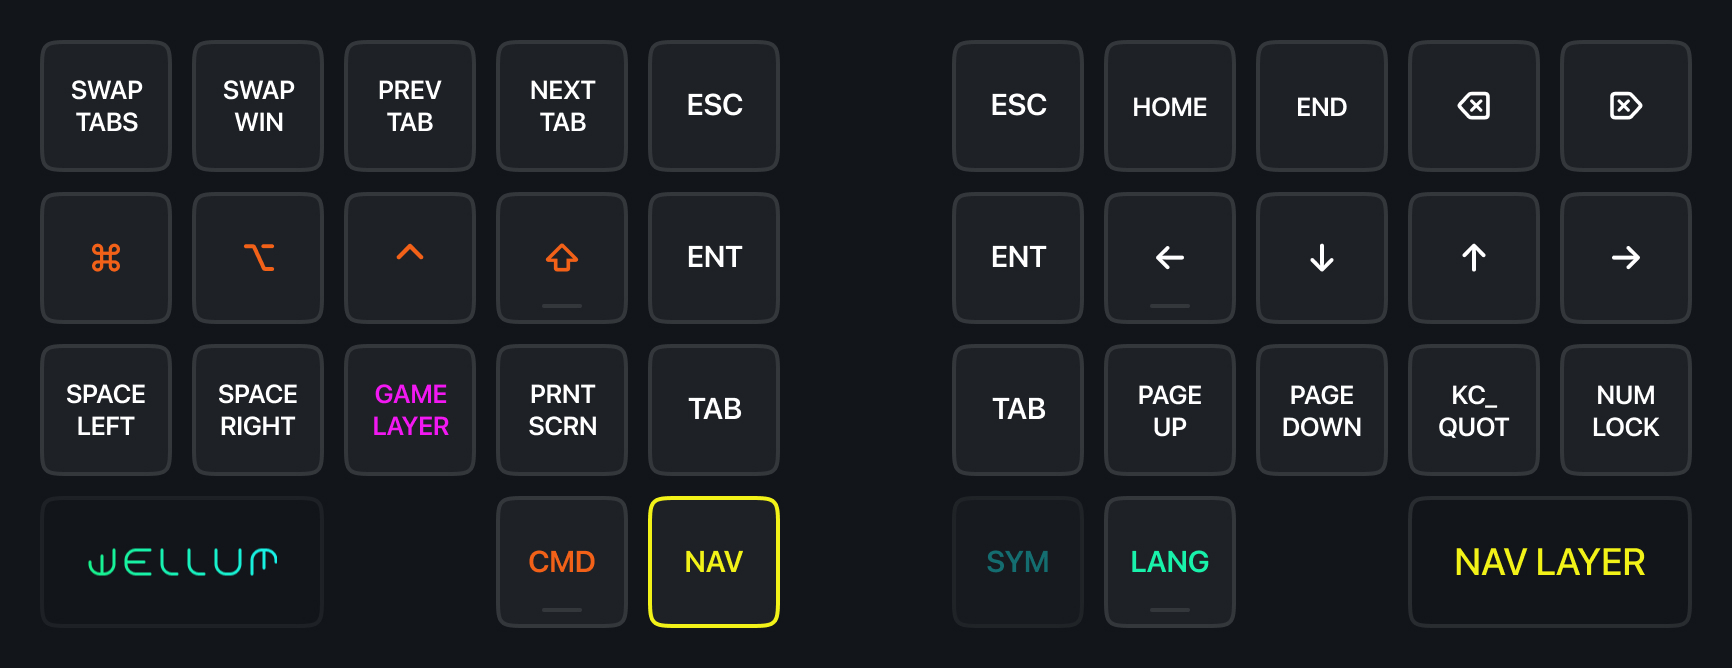 SWAP
TABS
SWAP
WIN
PREV
TAB
NEXT
TAB
ESC
ESC
HOME
END
⌘
⌥
^
⇧
ENT
ENT
←
↓
↑
→
SPACE
LEFT
SPACE
RIGHT
GAME
LAYER
PRNT
SCRN
TAB
TAB
PAGE
UP
PAGE
DOWN
KC_
QUOT
NUM
LOCK
WELLUM
CMD
NAV
SYM
LANG
NAV LAYER